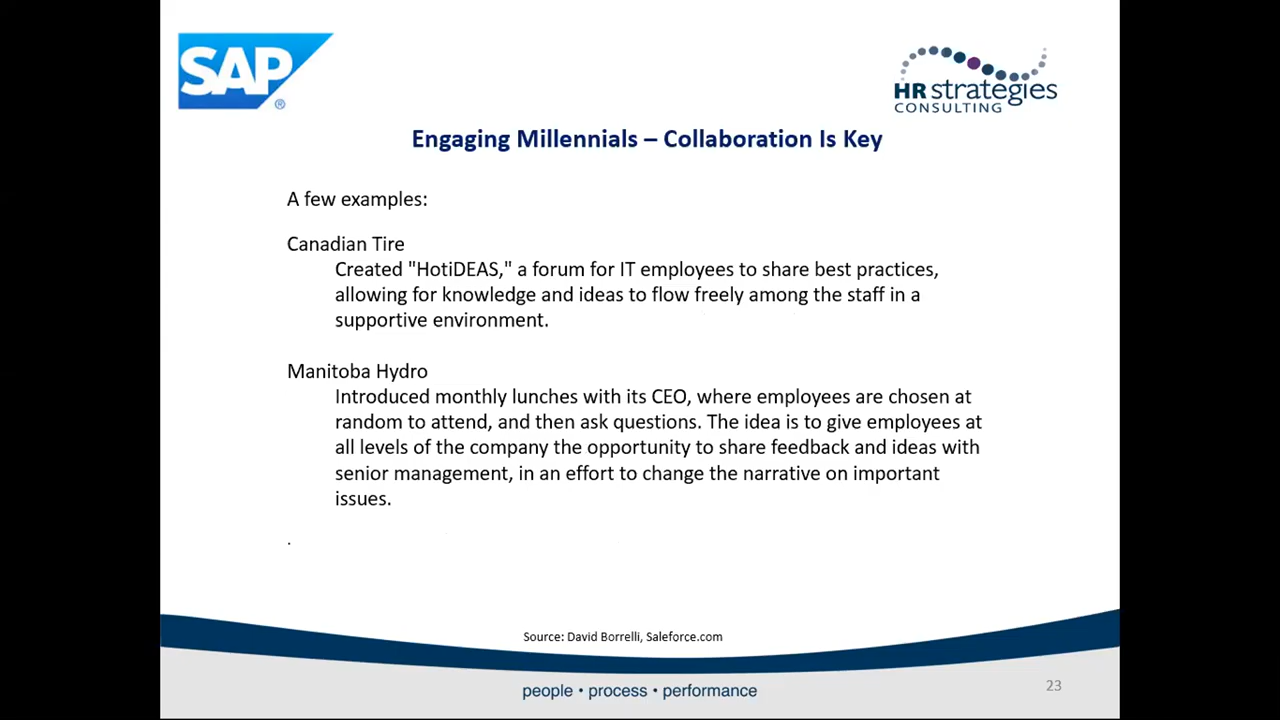 SAP®
HR strategies
CONSULTING
Engaging Millennials – Collaboration Is Key
A few examples:
Canadian Tire
Created "HotiDEAS," a forum for IT employees to share best practices,
allowing for knowledge and ideas to flow freely among the staff in a
supportive environment.
Manitoba Hydro
Introduced monthly lunches with its CEO, where employees are chosen at
random to attend, and then ask questions. The idea is to give employees at
all levels of the company the opportunity to share feedback and ideas with
senior management, in an effort to change the narrative on important
issues.
.
Source: David Borrelli, Saleforce.com
people • process • performance
23